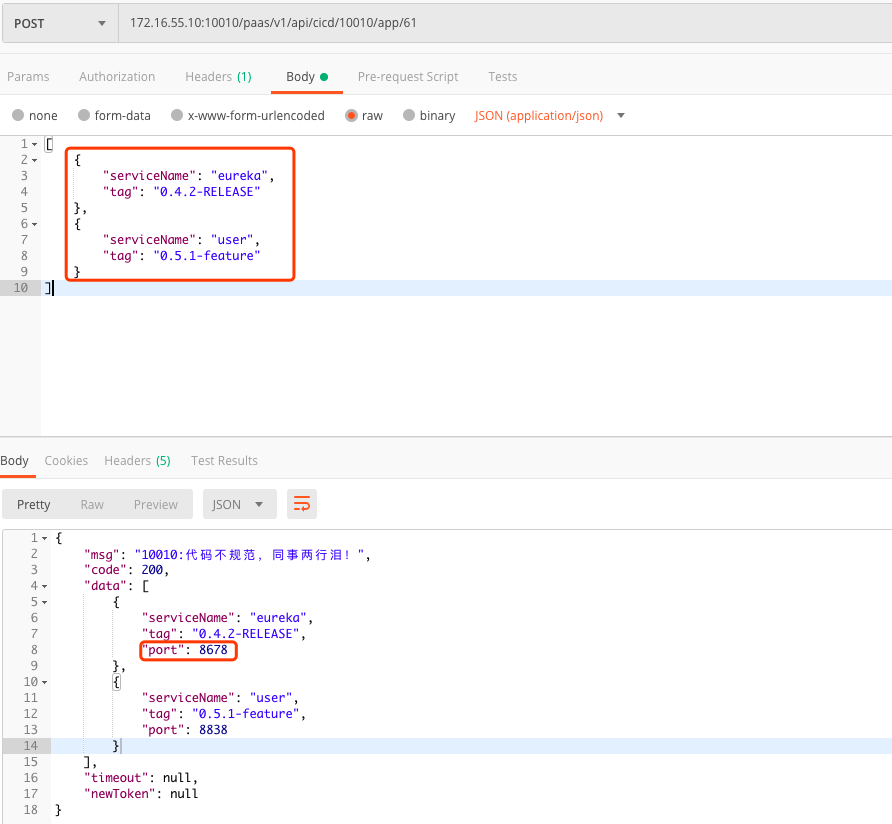 POST 172.16.55.10:10010/paas/v1/api/cicd/10010/app/61
Params Authorization Headers (1) Body Pre-request Script Tests
none form-data x-www-form-urlencoded raw binary JSON (application/json)
1 [
2 {
3 "serviceName": "eureka",
4 "tag": "0.4.2-RELEASE"
5 },
6 {
7 "serviceName": "user",
8 "tag": "0.5.1-feature"
9 }
10 ]
Body Cookies Headers (5) Test Results
Pretty Raw Preview JSON
1 {
2 "msg": "10010:代码不规范，同事两行泪！",
3 "code": 200,
4 "data": [
5 {
6 "serviceName": "eureka",
7 "tag": "0.4.2-RELEASE",
8 "port": 8678
9 },
10 {
11 "serviceName": "user",
12 "tag": "0.5.1-feature",
13 "port": 8838
14 }
15 ],
16 "timeout": null,
17 "newToken": null
18 }